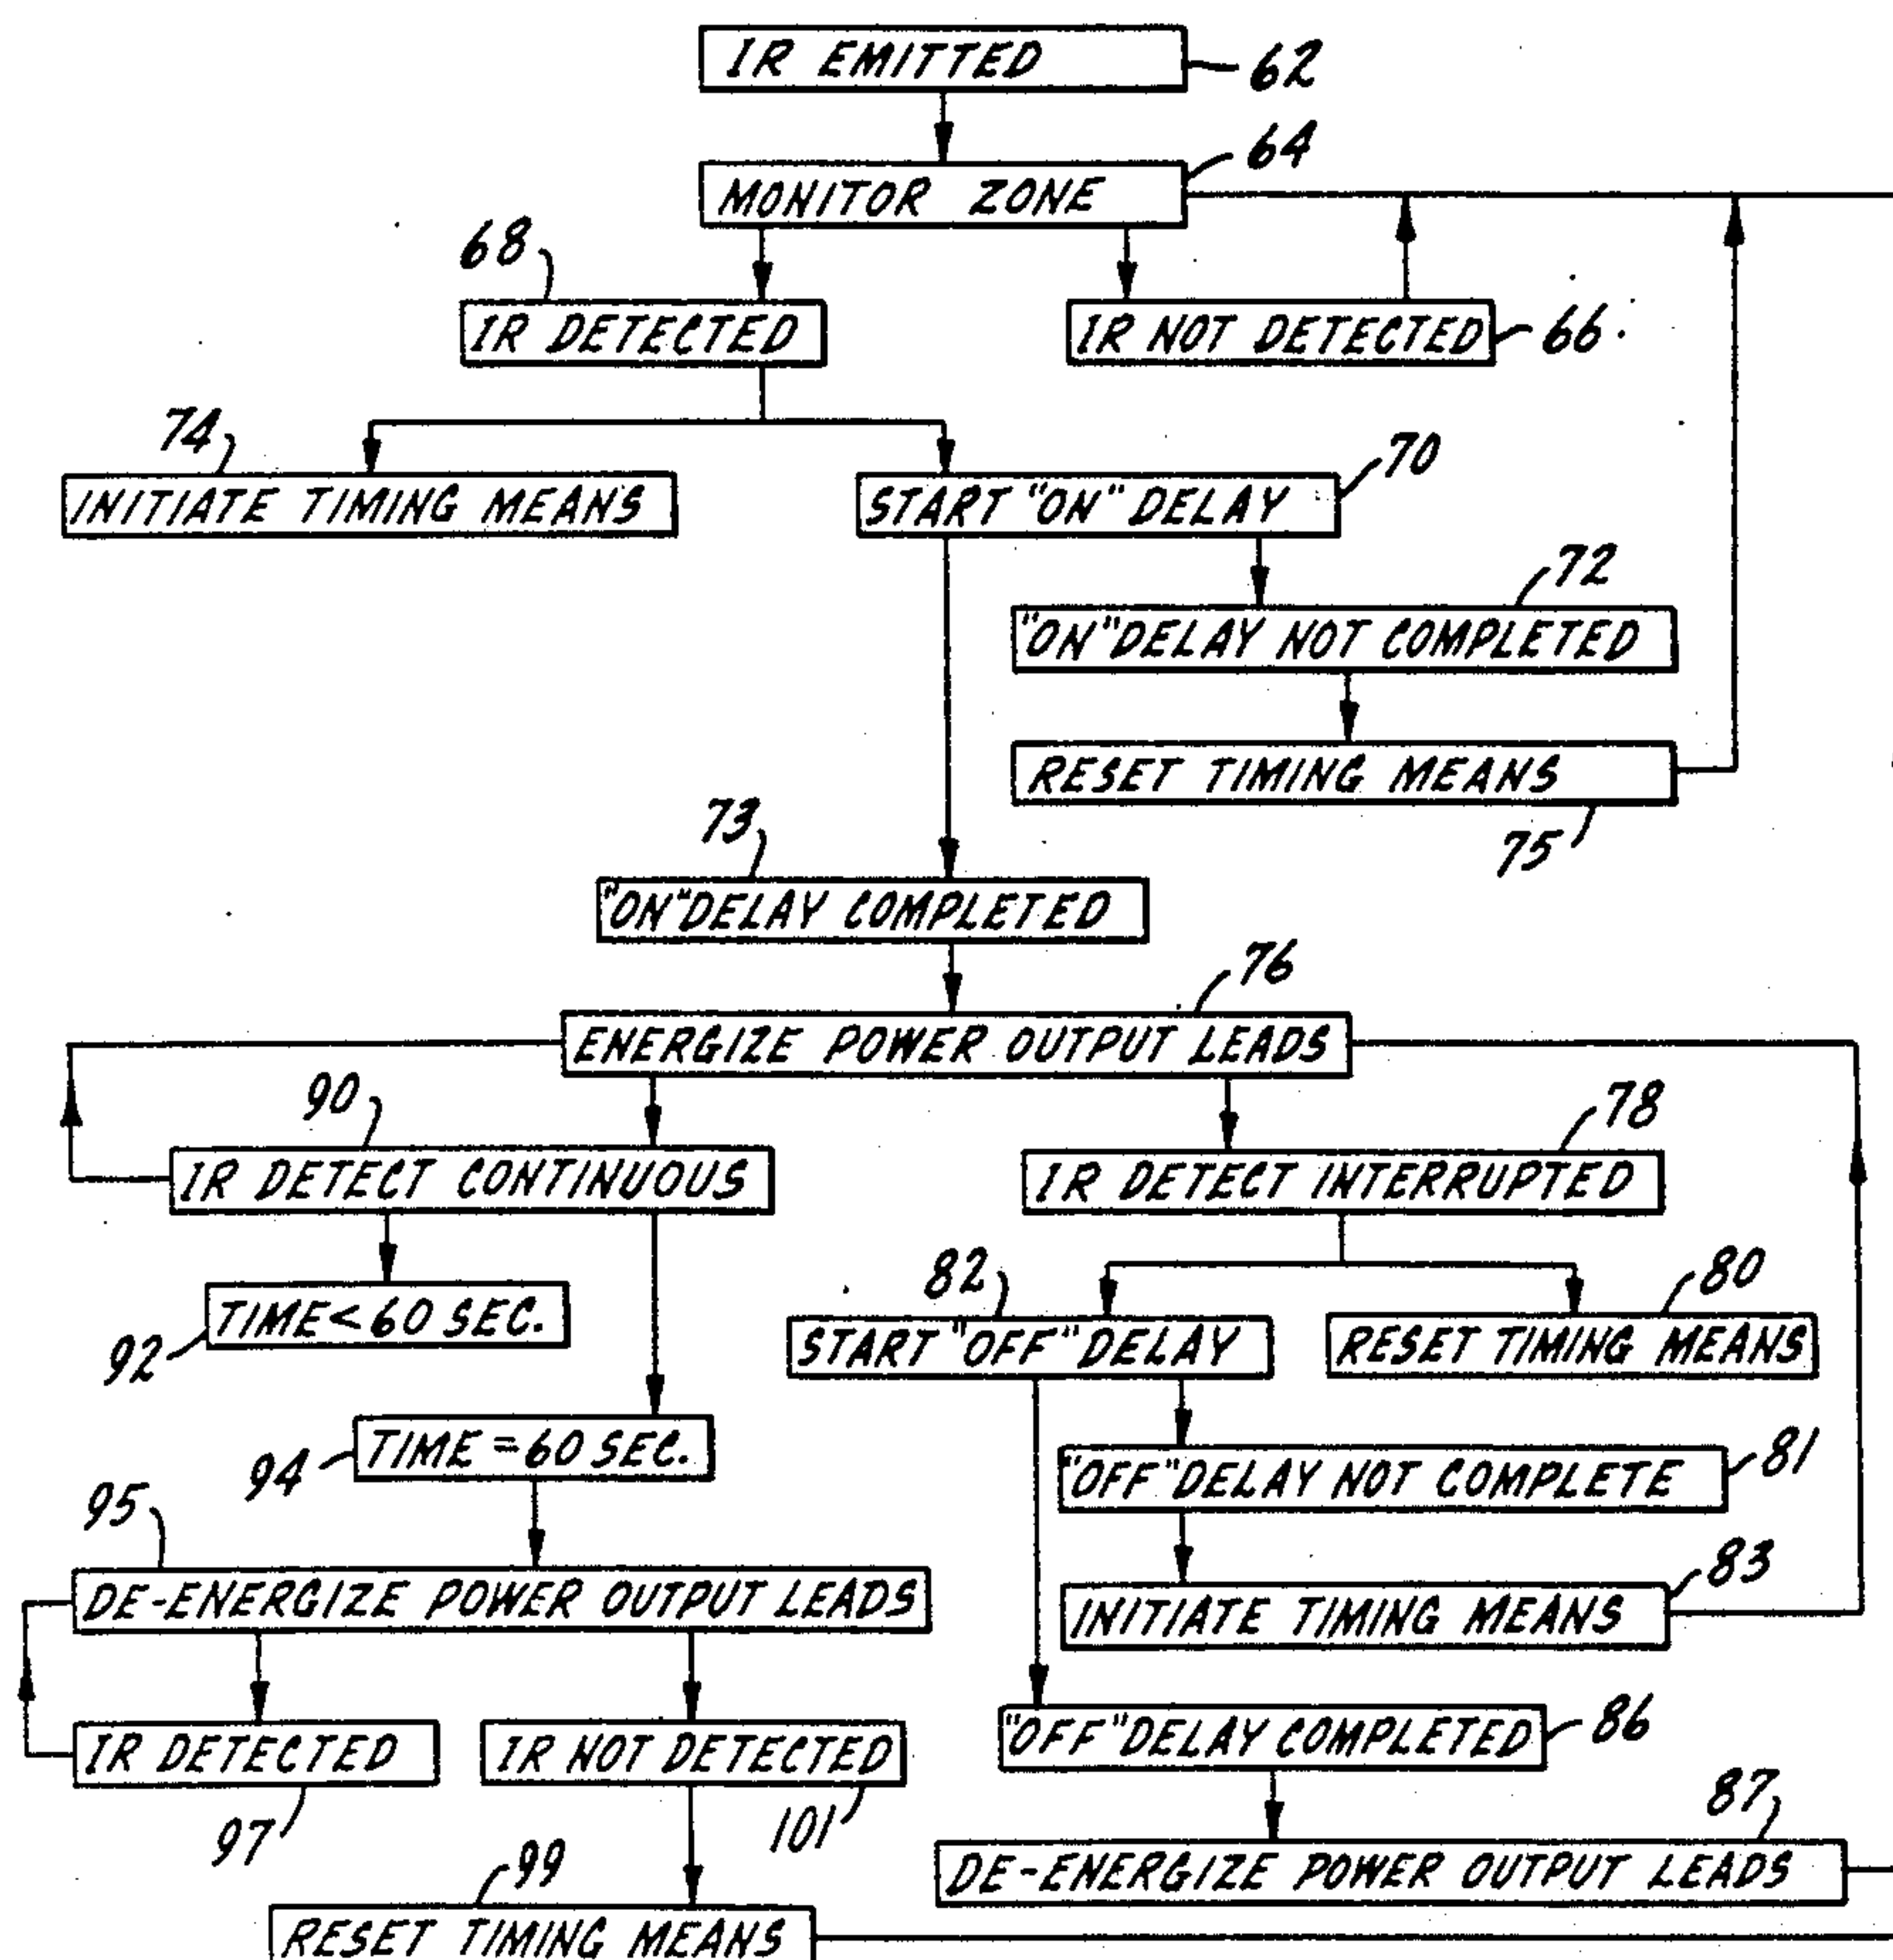 IR EMITTED
62
MONITOR ZONE
64
68
IR DETECTED
IR NOT DETECTED
66
74
INITIATE TIMING MEANS
START "ON" DELAY
70
72
"ON" DELAY NOT COMPLETED
RESET TIMING MEANS
75
73
"ON" DELAY COMPLETED
76
ENERGIZE POWER OUTPUT LEADS
90
IR DETECT CONTINUOUS
78
IR DETECT INTERRUPTED
TIME < 60 SEC.
92
82
START "OFF" DELAY
80
RESET TIMING MEANS
TIME = 60 SEC.
94
"OFF" DELAY NOT COMPLETE
81
95
DE-ENERGIZE POWER OUTPUT LEADS
INITIATE TIMING MEANS
83
IR DETECTED
97
IR NOT DETECTED
101
"OFF" DELAY COMPLETED
86
87
DE-ENERGIZE POWER OUTPUT LEADS
99
RESET TIMING MEANS